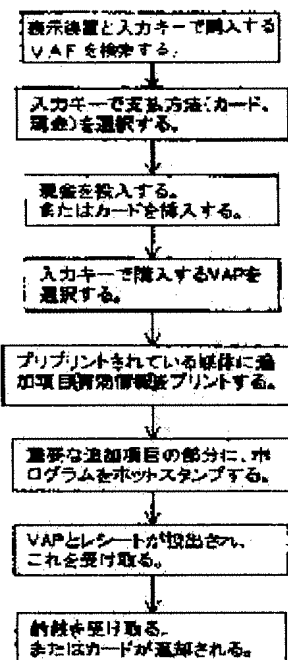 表示装置と入力キーで購入する
VAPを検索する。
入力キーで支払方法(カード、
現金)を選択する。
現金を投入する。
またはカードを挿入する。
入力キーで購入するVAPを
選択する。
プリプリントされている媒体に追
加項目有効情報をプリントする。
重要な追加項目の部分に、ホ
ログラムをホットスタンプする。
VAPとレシートが投出され、
これを受け取る。
釣銭を受け取る。
またはカードが返却される。